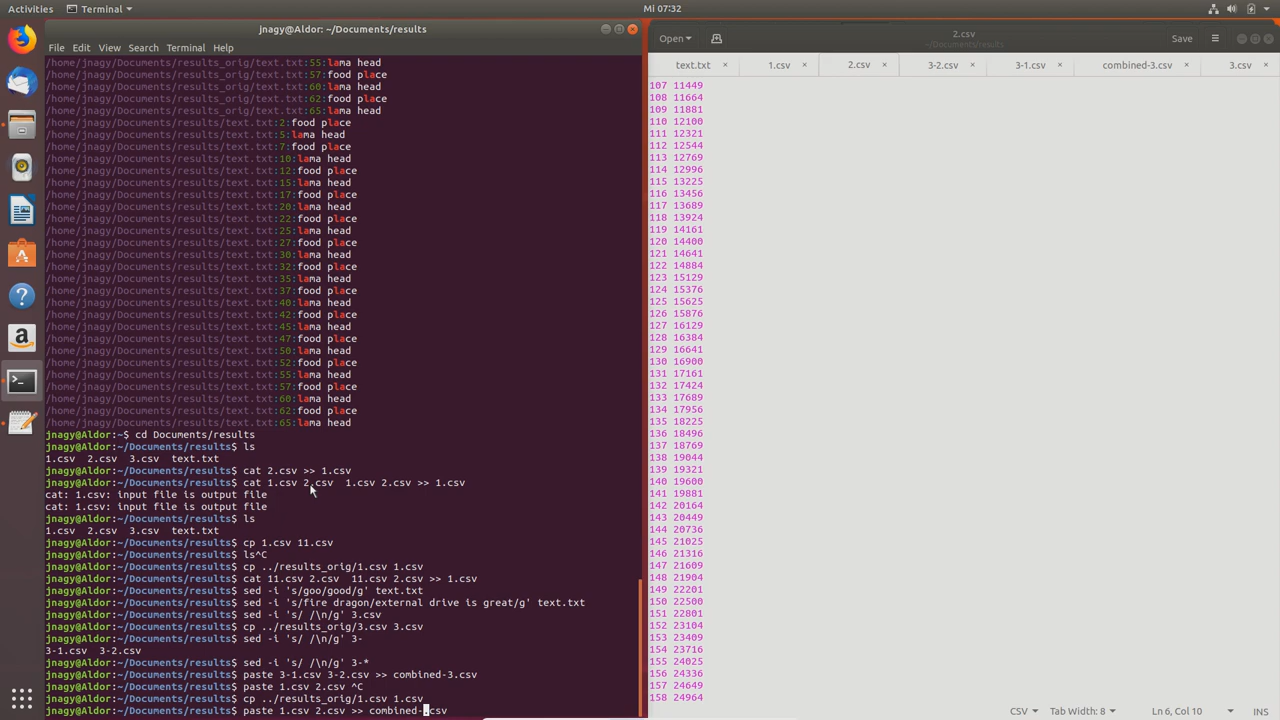 Activities
Terminal
Mi 07:32
jnagy@Aldor: ~/Documents/results
File Edit View Search Terminal Help
/home/jnagy/Documents/results_orig/text.txt:55:lama head
/home/jnagy/Documents/results_orig/text.txt:57:food place
/home/jnagy/Documents/results_orig/text.txt:60:lama head
/home/jnagy/Documents/results_orig/text.txt:62:food place
/home/jnagy/Documents/results_orig/text.txt:65:lama head
/home/jnagy/Documents/results/text.txt:2:food place
/home/jnagy/Documents/results/text.txt:5:lama head
/home/jnagy/Documents/results/text.txt:7:food place
/home/jnagy/Documents/results/text.txt:10:lama head
/home/jnagy/Documents/results/text.txt:12:food place
/home/jnagy/Documents/results/text.txt:15:lama head
/home/jnagy/Documents/results/text.txt:17:food place
/home/jnagy/Documents/results/text.txt:20:lama head
/home/jnagy/Documents/results/text.txt:22:food place
/home/jnagy/Documents/results/text.txt:25:lama head
/home/jnagy/Documents/results/text.txt:27:food place
/home/jnagy/Documents/results/text.txt:30:lama head
/home/jnagy/Documents/results/text.txt:32:food place
/home/jnagy/Documents/results/text.txt:35:lama head
/home/jnagy/Documents/results/text.txt:37:food place
/home/jnagy/Documents/results/text.txt:40:lama head
/home/jnagy/Documents/results/text.txt:42:food place
/home/jnagy/Documents/results/text.txt:45:lama head
/home/jnagy/Documents/results/text.txt:47:food place
/home/jnagy/Documents/results/text.txt:50:lama head
/home/jnagy/Documents/results/text.txt:52:food place
/home/jnagy/Documents/results/text.txt:55:lama head
/home/jnagy/Documents/results/text.txt:57:food place
/home/jnagy/Documents/results/text.txt:60:lama head
/home/jnagy/Documents/results/text.txt:62:food place
/home/jnagy/Documents/results/text.txt:65:lama head
jnagy@Aldor:~$ cd Documents/results
jnagy@Aldor:~/Documents/results$ ls
1.csv  2.csv  3.csv  text.txt
jnagy@Aldor:~/Documents/results$ cat 2.csv >> 1.csv
jnagy@Aldor:~/Documents/results$ cat 1.csv 2.csv  1.csv 2.csv >> 1.csv
cat: 1.csv: input file is output file
cat: 1.csv: input file is output file
jnagy@Aldor:~/Documents/results$ ls
1.csv  2.csv  3.csv  text.txt
jnagy@Aldor:~/Documents/results$ cp 1.csv 11.csv
jnagy@Aldor:~/Documents/results$ ls^C
jnagy@Aldor:~/Documents/results$ cp ../results_orig/1.csv 1.csv
jnagy@Aldor:~/Documents/results$ cat 11.csv 2.csv  11.csv 2.csv >> 1.csv
jnagy@Aldor:~/Documents/results$ sed -i 's/goo/good/g' text.txt
jnagy@Aldor:~/Documents/results$ sed -i 's/fire dragon/external drive is great/g' text.txt
jnagy@Aldor:~/Documents/results$ sed -i 's/ /\n/g' 3.csv
jnagy@Aldor:~/Documents/results$ cp ../results_orig/3.csv 3.csv
jnagy@Aldor:~/Documents/results$ sed -i 's/ /\n/g' 3-
3-1.csv  3-2.csv
jnagy@Aldor:~/Documents/results$ sed -i 's/ /\n/g' 3-*
jnagy@Aldor:~/Documents/results$ paste 3-1.csv 3-2.csv >> combined-3.csv
jnagy@Aldor:~/Documents/results$ paste 1.csv 2.csv ^C
jnagy@Aldor:~/Documents/results$ cp ../results_orig/1.csv 1.csv
jnagy@Aldor:~/Documents/results$ paste 1.csv 2.csv >> combined-.csv
Open
2.csv
~/Documents/results
Save
text.txt 1.csv 2.csv 3-2.csv 3-1.csv combined-3.csv 3.csv
107 11449
108 11664
109 11881
110 12100
111 12321
112 12544
113 12769
114 12996
115 13225
116 13456
117 13689
118 13924
119 14161
120 14400
121 14641
122 14884
123 15129
124 15376
125 15625
126 15876
127 16129
128 16384
129 16641
130 16900
131 17161
132 17424
133 17689
134 17956
135 18225
136 18496
137 18769
138 19044
139 19321
140 19600
141 19881
142 20164
143 20449
144 20736
145 21025
146 21316
147 21609
148 21904
149 22201
150 22500
151 22801
152 23104
153 23409
154 23716
155 24025
156 24336
157 24649
158 24964
CSV Tab Width: 8 Ln 6, Col 10 INS